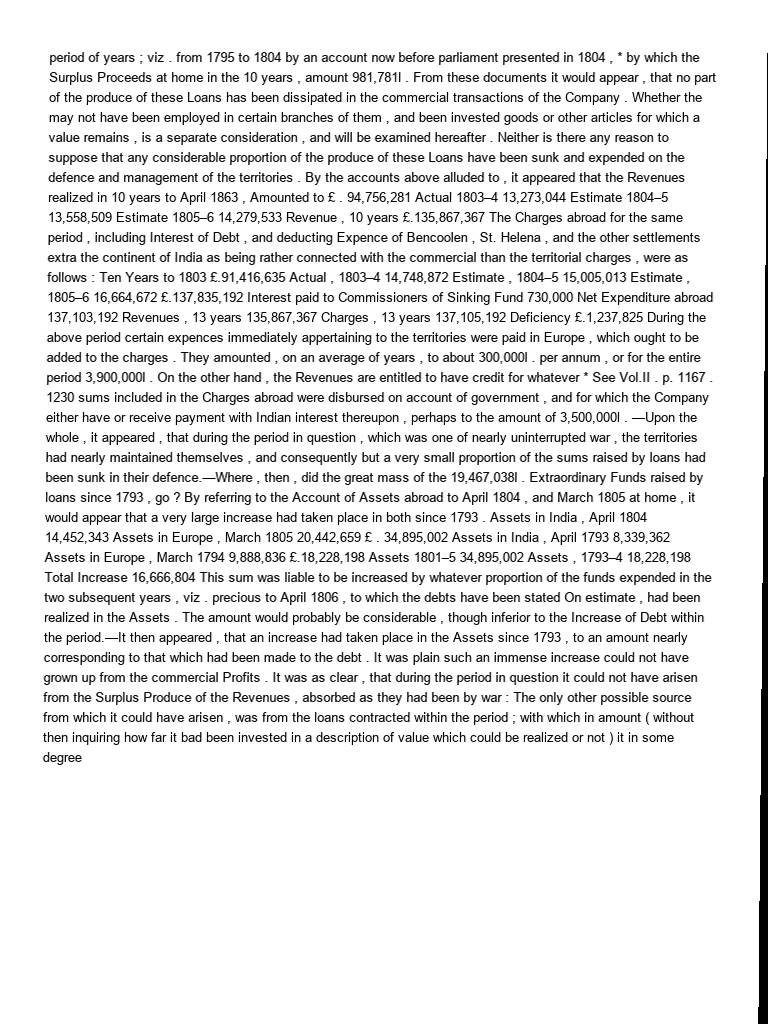 period of years ; viz . from 1795 to 1804 by an account now before parliament presented in 1804 , * by which the
Surplus Proceeds at home in the 10 years , amount 981,781l . From these documents it would appear , that no part
of the produce of these Loans has been dissipated in the commercial transactions of the Company . Whether the
may not have been employed in certain branches of them , and been invested goods or other articles for which a
value remains , is a separate consideration , and will be examined hereafter . Neither is there any reason to
suppose that any considerable proportion of the produce of these Loans have been sunk and expended on the
defence and management of the territories . By the accounts above alluded to , it appeared that the Revenues
realized in 10 years to April 1863 , Amounted to £ . 94,756,281 Actual 1803–4 13,273,044 Estimate 1804–5
13,558,509 Estimate 1805–6 14,279,533 Revenue , 10 years £.135,867,367 The Charges abroad for the same
period , including Interest of Debt , and deducting Expence of Bencoolen , St. Helena , and the other settlements
extra the continent of India as being rather connected with the commercial than the territorial charges , were as
follows : Ten Years to 1803 £.91,416,635 Actual , 1803–4 14,748,872 Estimate , 1804–5 15,005,013 Estimate ,
1805–6 16,664,672 £.137,835,192 Interest paid to Commissioners of Sinking Fund 730,000 Net Expenditure abroad
137,103,192 Revenues , 13 years 135,867,367 Charges , 13 years 137,105,192 Deficiency £.1,237,825 During the
above period certain expences immediately appertaining to the territories were paid in Europe , which ought to be
added to the charges . They amounted , on an average of years , to about 300,000l . per annum , or for the entire
period 3,900,000l . On the other hand , the Revenues are entitled to have credit for whatever * See Vol.II . p. 1167 .
1230 sums included in the Charges abroad were disbursed on account of government , and for which the Company
either have or receive payment with Indian interest thereupon , perhaps to the amount of 3,500,000l . —Upon the
whole , it appeared , that during the period in question , which was one of nearly uninterrupted war , the territories
had nearly maintained themselves , and consequently but a very small proportion of the sums raised by loans had
been sunk in their defence.—Where , then , did the great mass of the 19,467,038l . Extraordinary Funds raised by
loans since 1793 , go ? By referring to the Account of Assets abroad to April 1804 , and March 1805 at home , it
would appear that a very large increase had taken place in both since 1793 . Assets in India , April 1804
14,452,343 Assets in Europe , March 1805 20,442,659 £ . 34,895,002 Assets in India , April 1793 8,339,362
Assets in Europe , March 1794 9,888,836 £.18,228,198 Assets 1801–5 34,895,002 Assets , 1793–4 18,228,198
Total Increase 16,666,804 This sum was liable to be increased by whatever proportion of the funds expended in the
two subsequent years , viz . precious to April 1806 , to which the debts have been stated On estimate , had been
realized in the Assets . The amount would probably be considerable , though inferior to the Increase of Debt within
the period.—It then appeared , that an increase had taken place in the Assets since 1793 , to an amount nearly
corresponding to that which had been made to the debt . It was plain such an immense increase could not have
grown up from the commercial Profits . It was as clear , that during the period in question it could not have arisen
from the Surplus Produce of the Revenues , absorbed as they had been by war : The only other possible source
from which it could have arisen , was from the loans contracted within the period ; with which in amount ( without
then inquiring how far it bad been invested in a description of value which could be realized or not ) it in some
degree